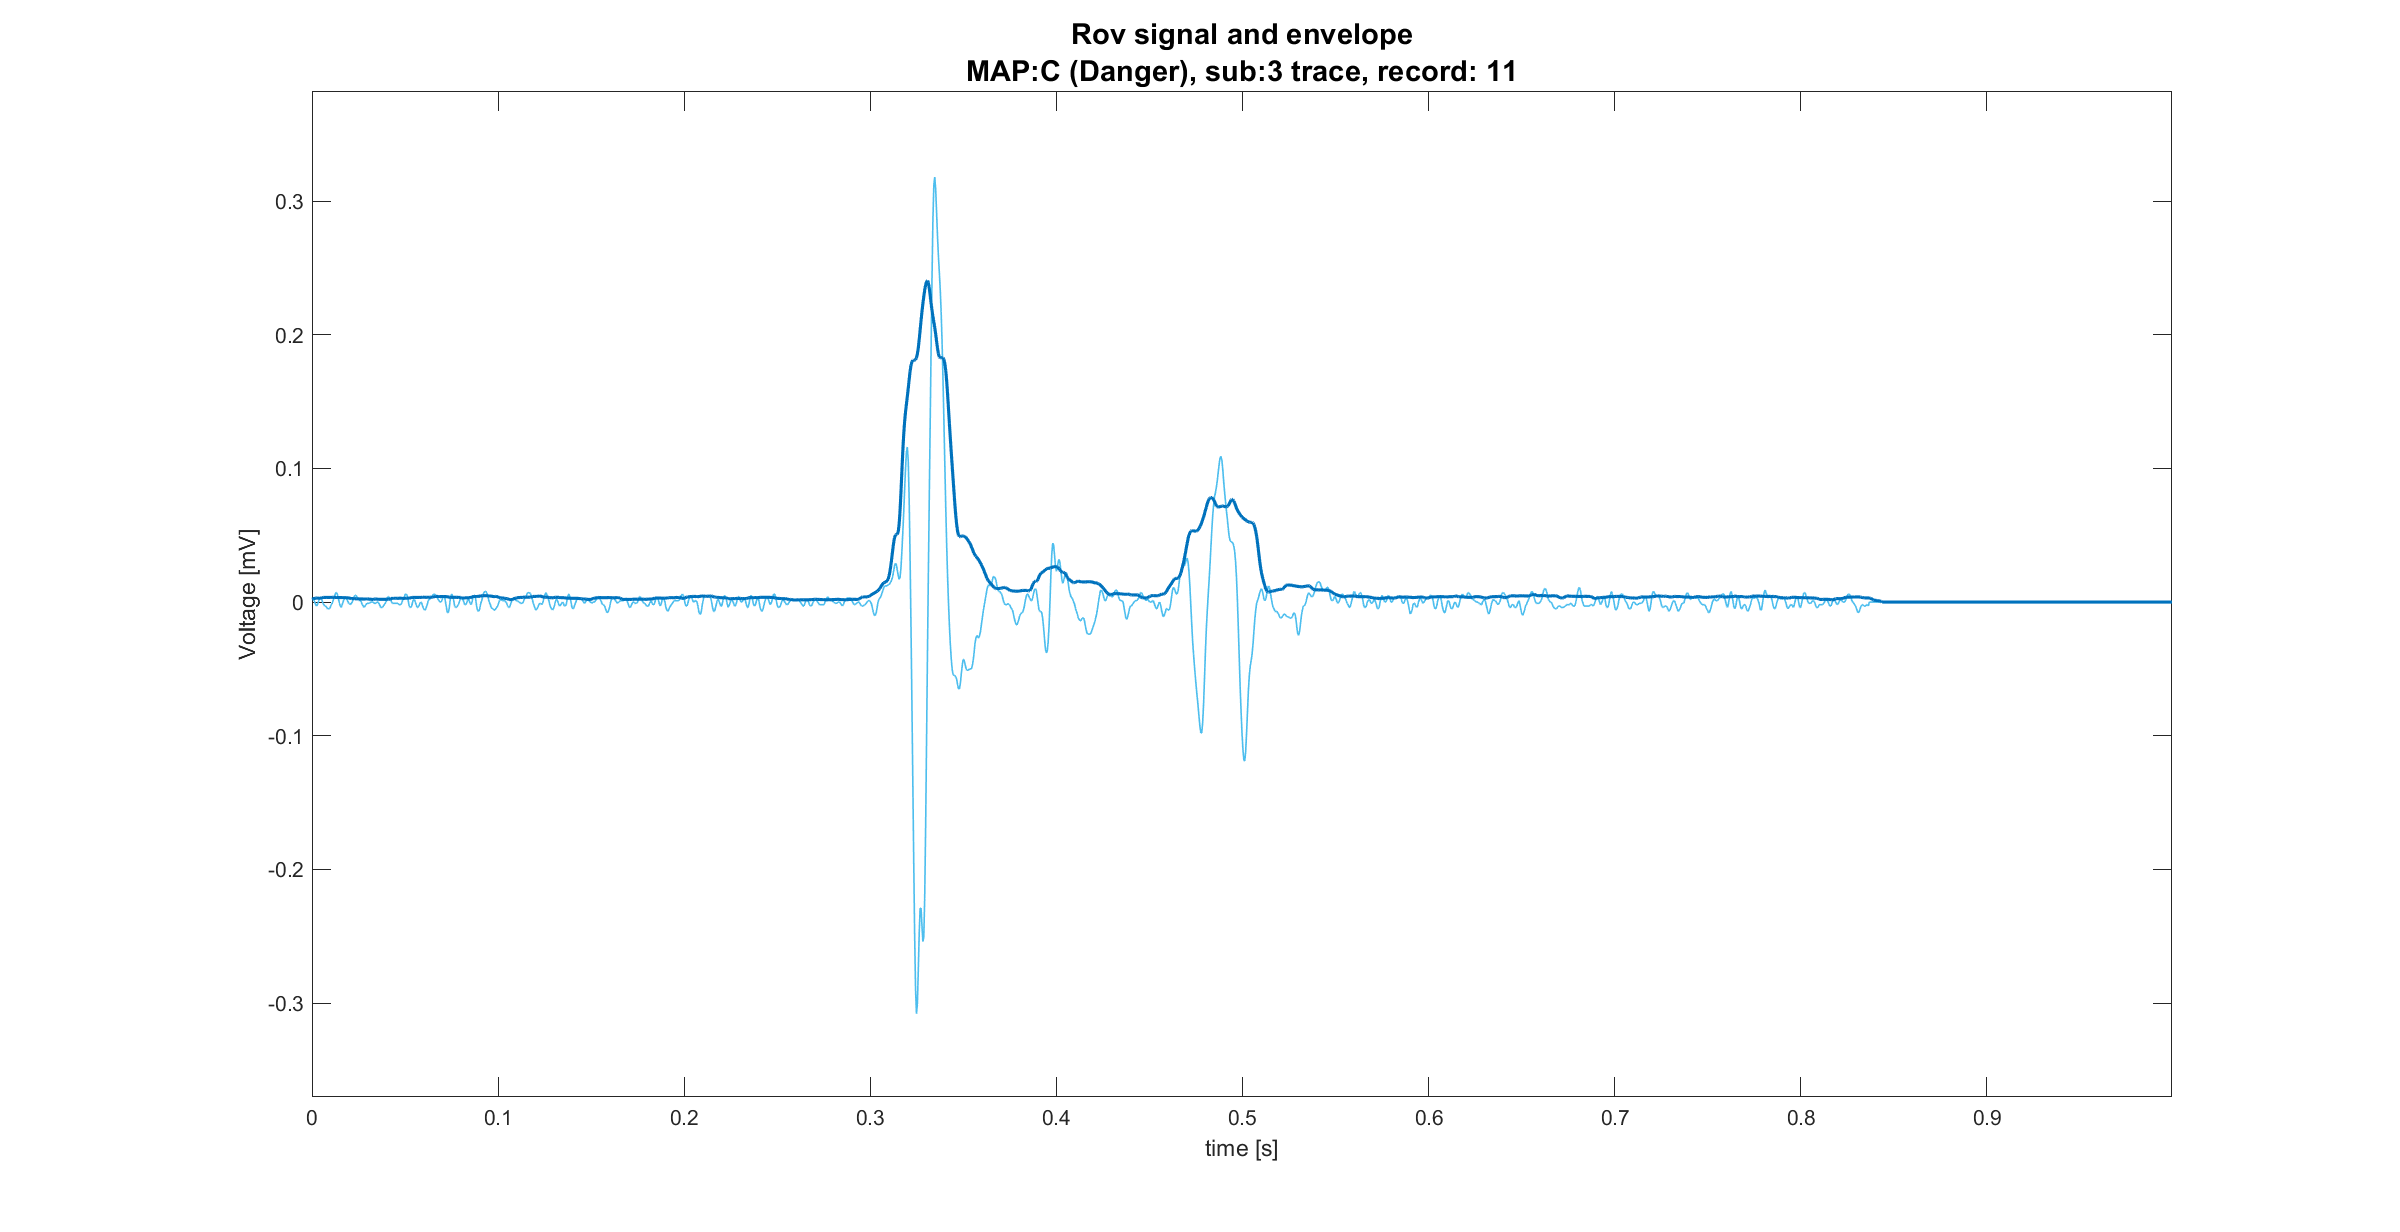 Rov signal and envelope
MAP:C (Danger), sub:3 trace, record: 11
Voltage [mV]
0.3
0.2
0.1
0
-0.1
-0.2
-0.3
0 0.1 0.2 0.3 0.4 0.5 0.6 0.7 0.8 0.9
time [s]